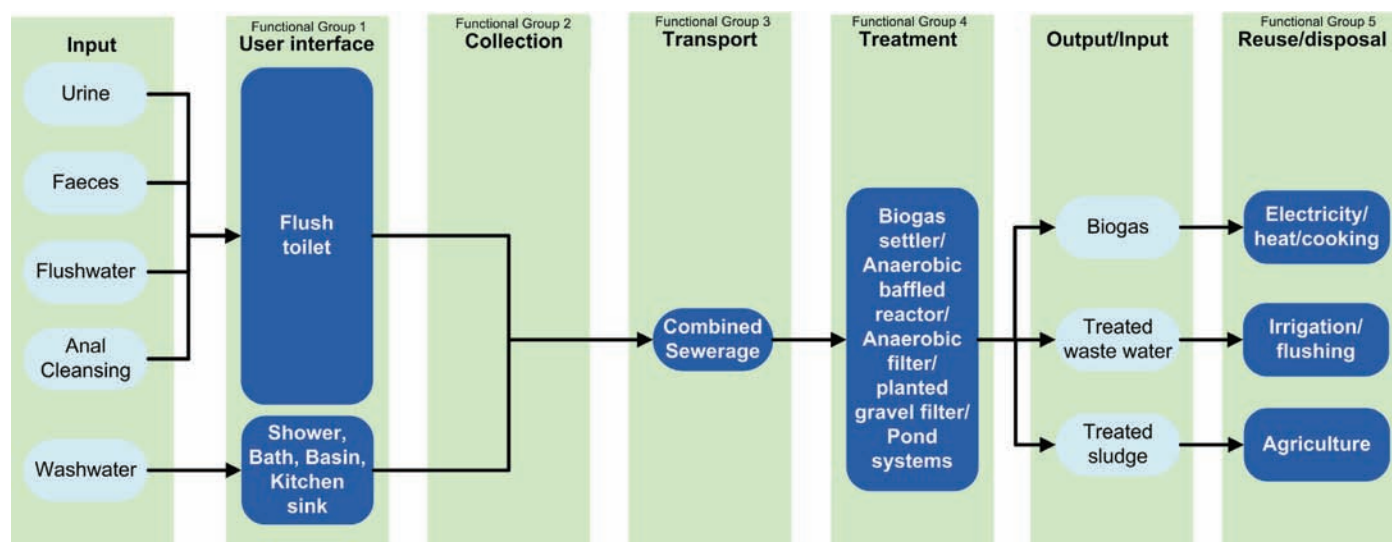 Input
Urine
Faeces
Flushwater
Anal
Cleansing
Washwater
Functional Group 1
User interface
Flush
toilet
Shower,
Bath, Basin,
Kitchen
sink
Functional Group 2
Collection
Functional Group 3
Transport
Combined
Sewerage
Functional Group 4
Treatment
Biogas
settler/
Anaerobic
baffled
reactor/
Anaerobic
filter/
planted
gravel filter/
Pond
systems
Output/Input
Biogas
Treated
waste water
Treated
sludge
Functional Group 5
Reuse/disposal
Electricity/
heat/cooking
Irrigation/
flushing
Agriculture